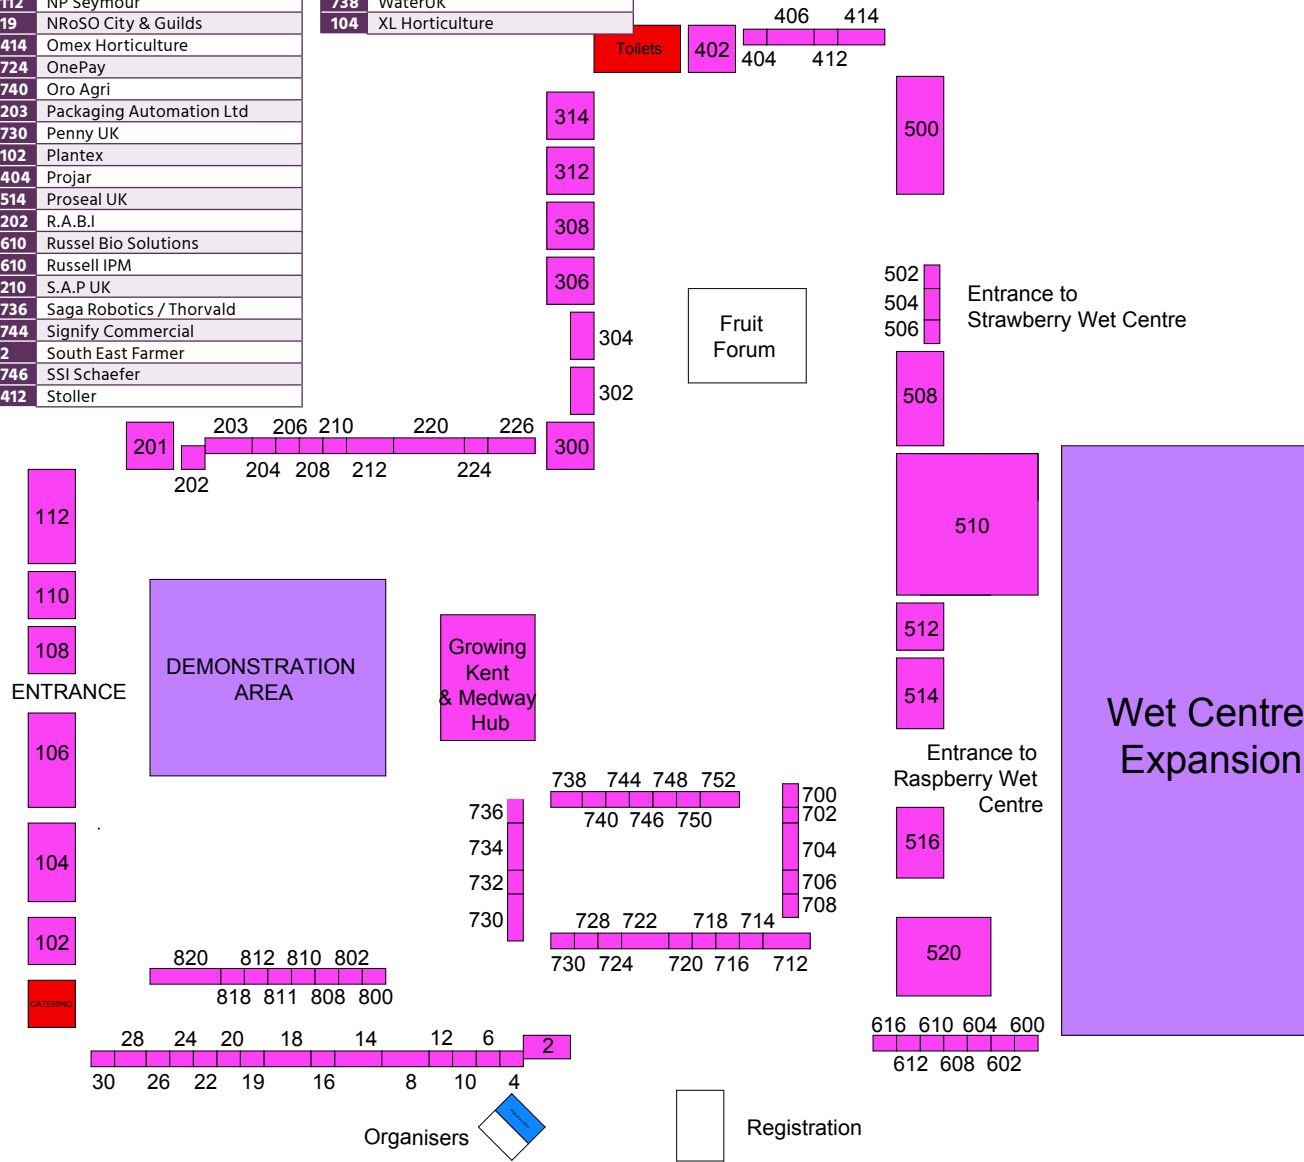 112 NP Seymour
19 NRoSO City & Guilds
414 Omex Horticulture
724 OnePay
740 Oro Agri
203 Packaging Automation Ltd
730 Penny UK
102 Plantex
404 Projar
514 Proseal UK
202 R.A.B.I
610 Russel Bio Solutions
610 Russell IPM
210 S.A.P UK
736 Saga Robotics / Thorvald
744 Signify Commercial
2 South East Farmer
746 SSI Schaefer
412 Stoller
738 WaterUK
104 XL Horticulture
Toilets
402
406 414
404 412
314
312
308
306
304
302
300
500
502
504
506
Entrance to
Strawberry Wet Centre
Fruit
Forum
508
510
512
514
201
203 206 210 220 226
204 208 212 224
202
112
110
108
ENTRANCE
106
104
102
CATERING
DEMONSTRATION
AREA
Growing
Kent
& Medway
Hub
Wet Centre
Expansion
Entrance to
Raspberry Wet
Centre
516
520
738 744 748 752
740 746 750
736
734
732
730
700
702
704
706
708
728 722 718 714
730 724 720 716 712
820 812 810 802
818 811 808 800
28 24 20 18 14 12 6 2
30 26 22 19 16 8 10 4
616 610 604 600
612 608 602
Organisers
Registration